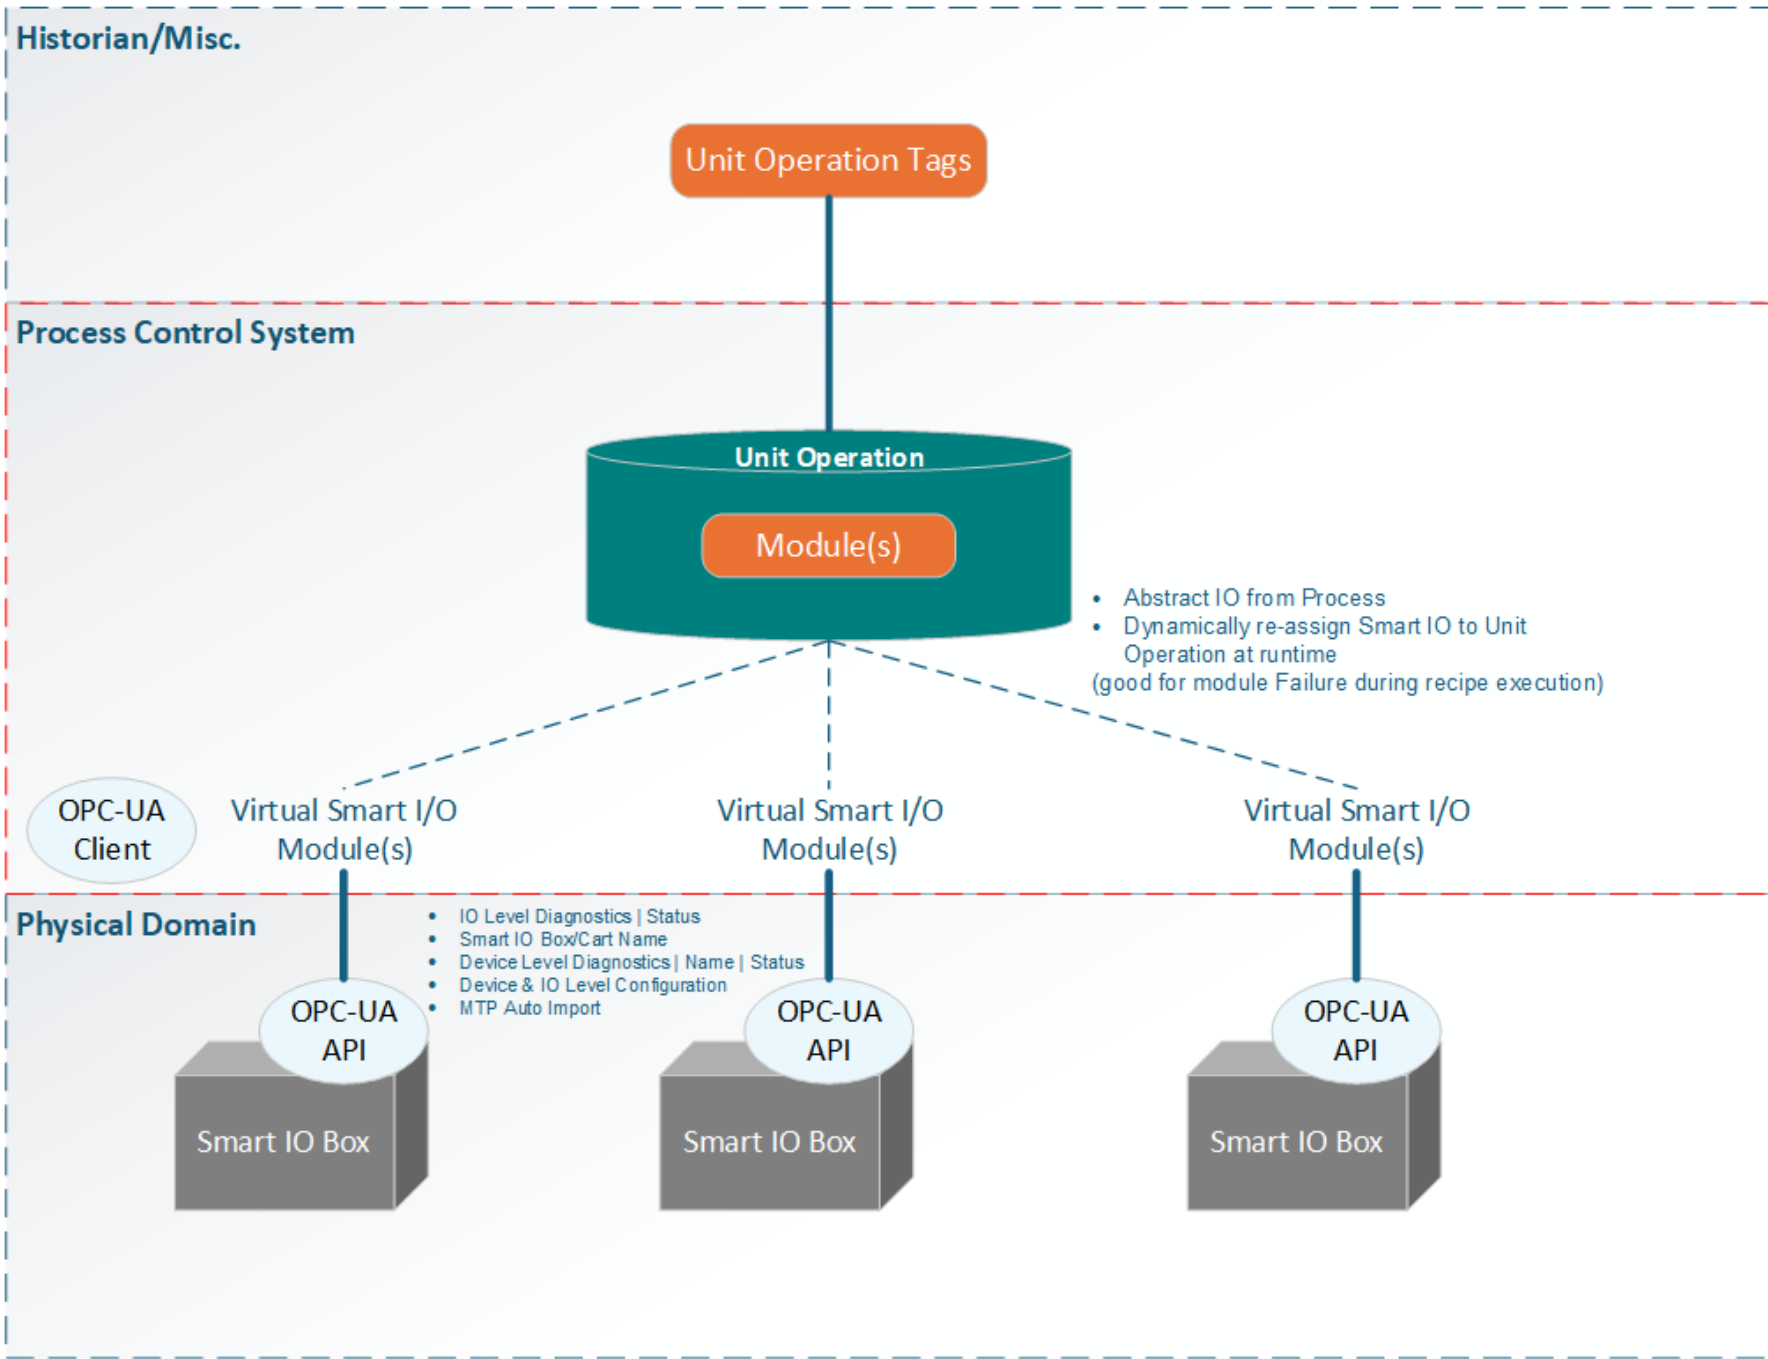 Historian/Misc.
Unit Operation Tags
Process Control System
Unit Operation
Module(s)
• Abstract IO from Process
• Dynamically re-assign Smart IO to Unit
Operation at runtime
(good for module Failure during recipe execution)
OPC-UA
Client
Virtual Smart I/O
Module(s)
Virtual Smart I/O
Module(s)
Virtual Smart I/O
Module(s)
Physical Domain
• IO Level Diagnostics | Status
• Smart IO Box/Cart Name
• Device Level Diagnostics | Name | Status
• Device & IO Level Configuration
• MTP Auto Import
OPC-UA
API
Smart IO Box
OPC-UA
API
Smart IO Box
OPC-UA
API
Smart IO Box